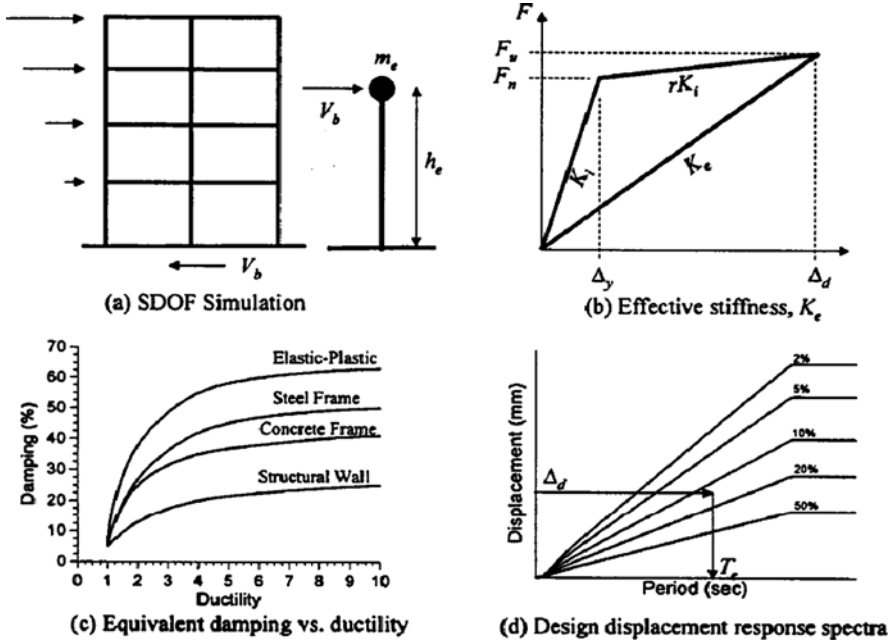 m_e
V_b
h_e
V_b
(a) SDOF Simulation
F
F_u
F_n
rK_i
K_i
K_e
Δ_y
Δ_d
(b) Effective stiffness, K_e
70
60
50
40
30
20
10
0
Damping (%)
Elastic-Plastic
Steel Frame
Concrete Frame
Structural Wall
0 1 2 3 4 5 6 7 8 9 10
Ductility
(c) Equivalent damping vs. ductility
Displacement (mm)
2%
5%
10%
20%
50%
Δ_d
T_e
Period (sec)
(d) Design displacement response spectra